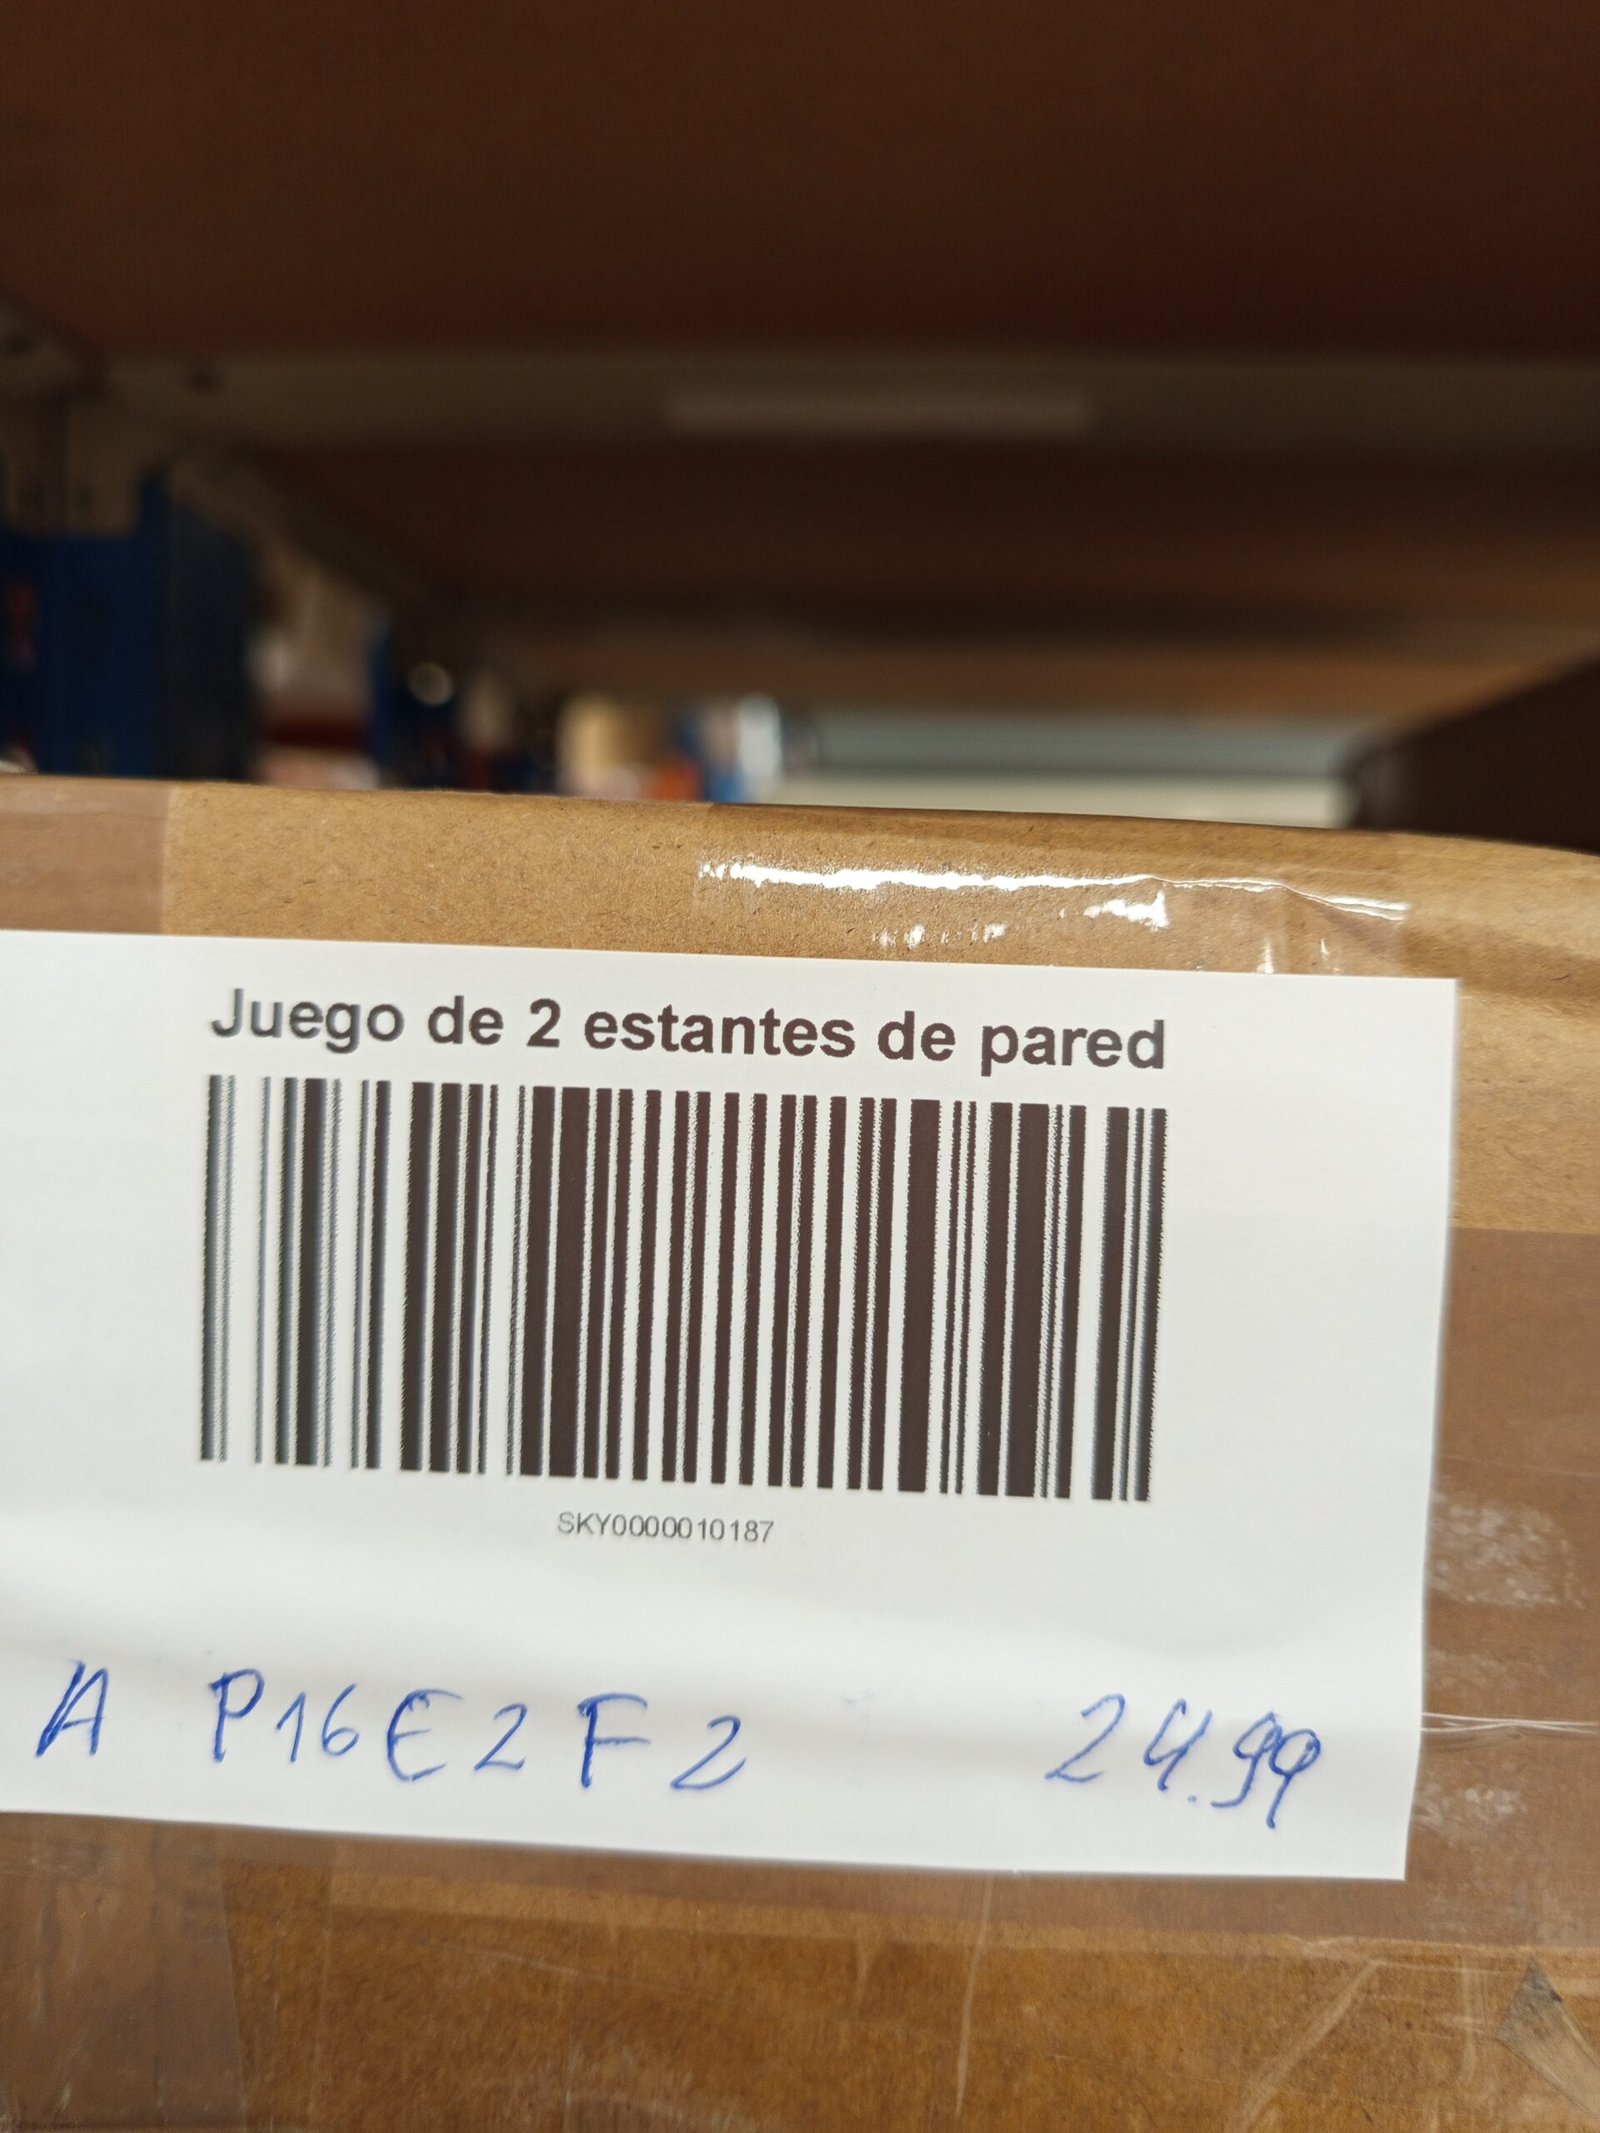 Juego de 2 estantes de pared
SKY0000010187
A P16E2F2 24.99